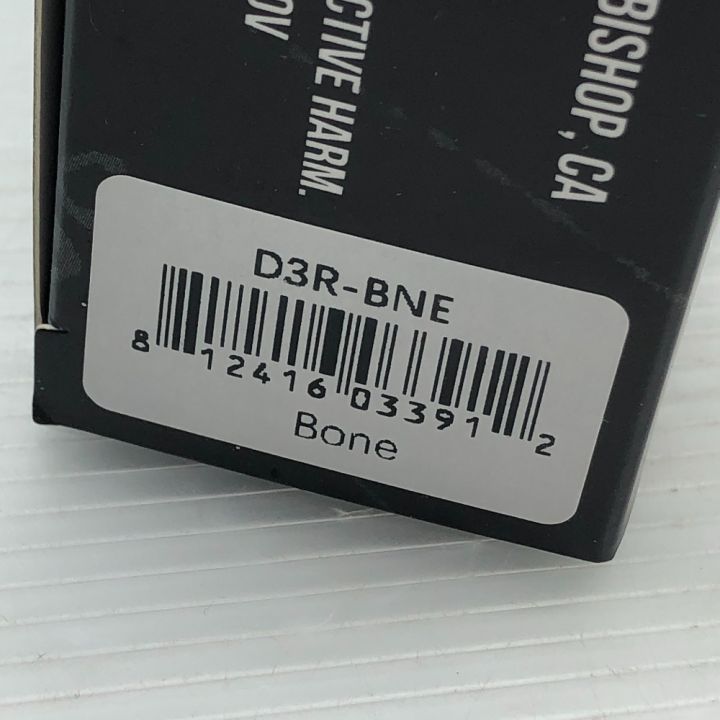 BISHOP, CA
CTIVE HARM.
OV
D3R-BNE
8 12416 03391 2
Bone